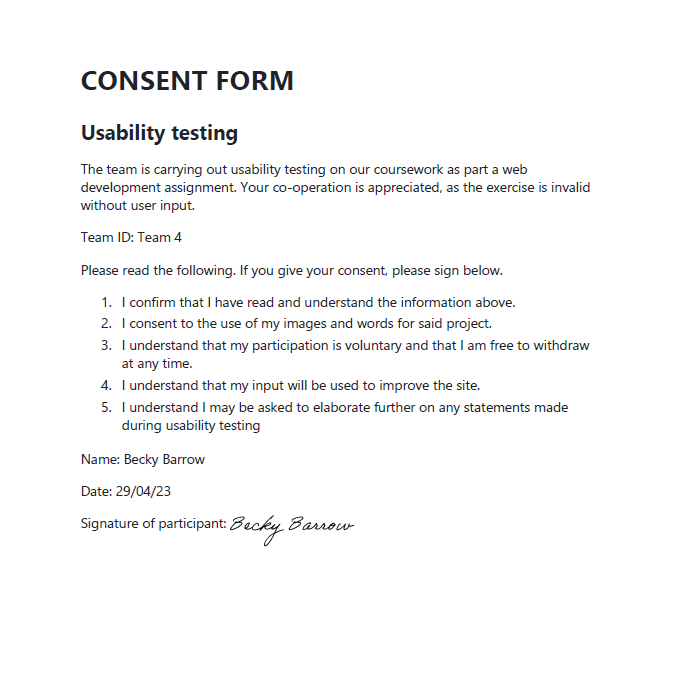 CONSENT FORM
Usability testing
The team is carrying out usability testing on our coursework as part a web
development assignment. Your co-operation is appreciated, as the exercise is invalid
without user input.
Team ID: Team 4
Please read the following. If you give your consent, please sign below.
1. I confirm that I have read and understand the information above.
2. I consent to the use of my images and words for said project.
3. I understand that my participation is voluntary and that I am free to withdraw
at any time.
4. I understand that my input will be used to improve the site.
5. I understand I may be asked to elaborate further on any statements made
during usability testing
Name: Becky Barrow
Date: 29/04/23
Signature of participant: Becky Barrow